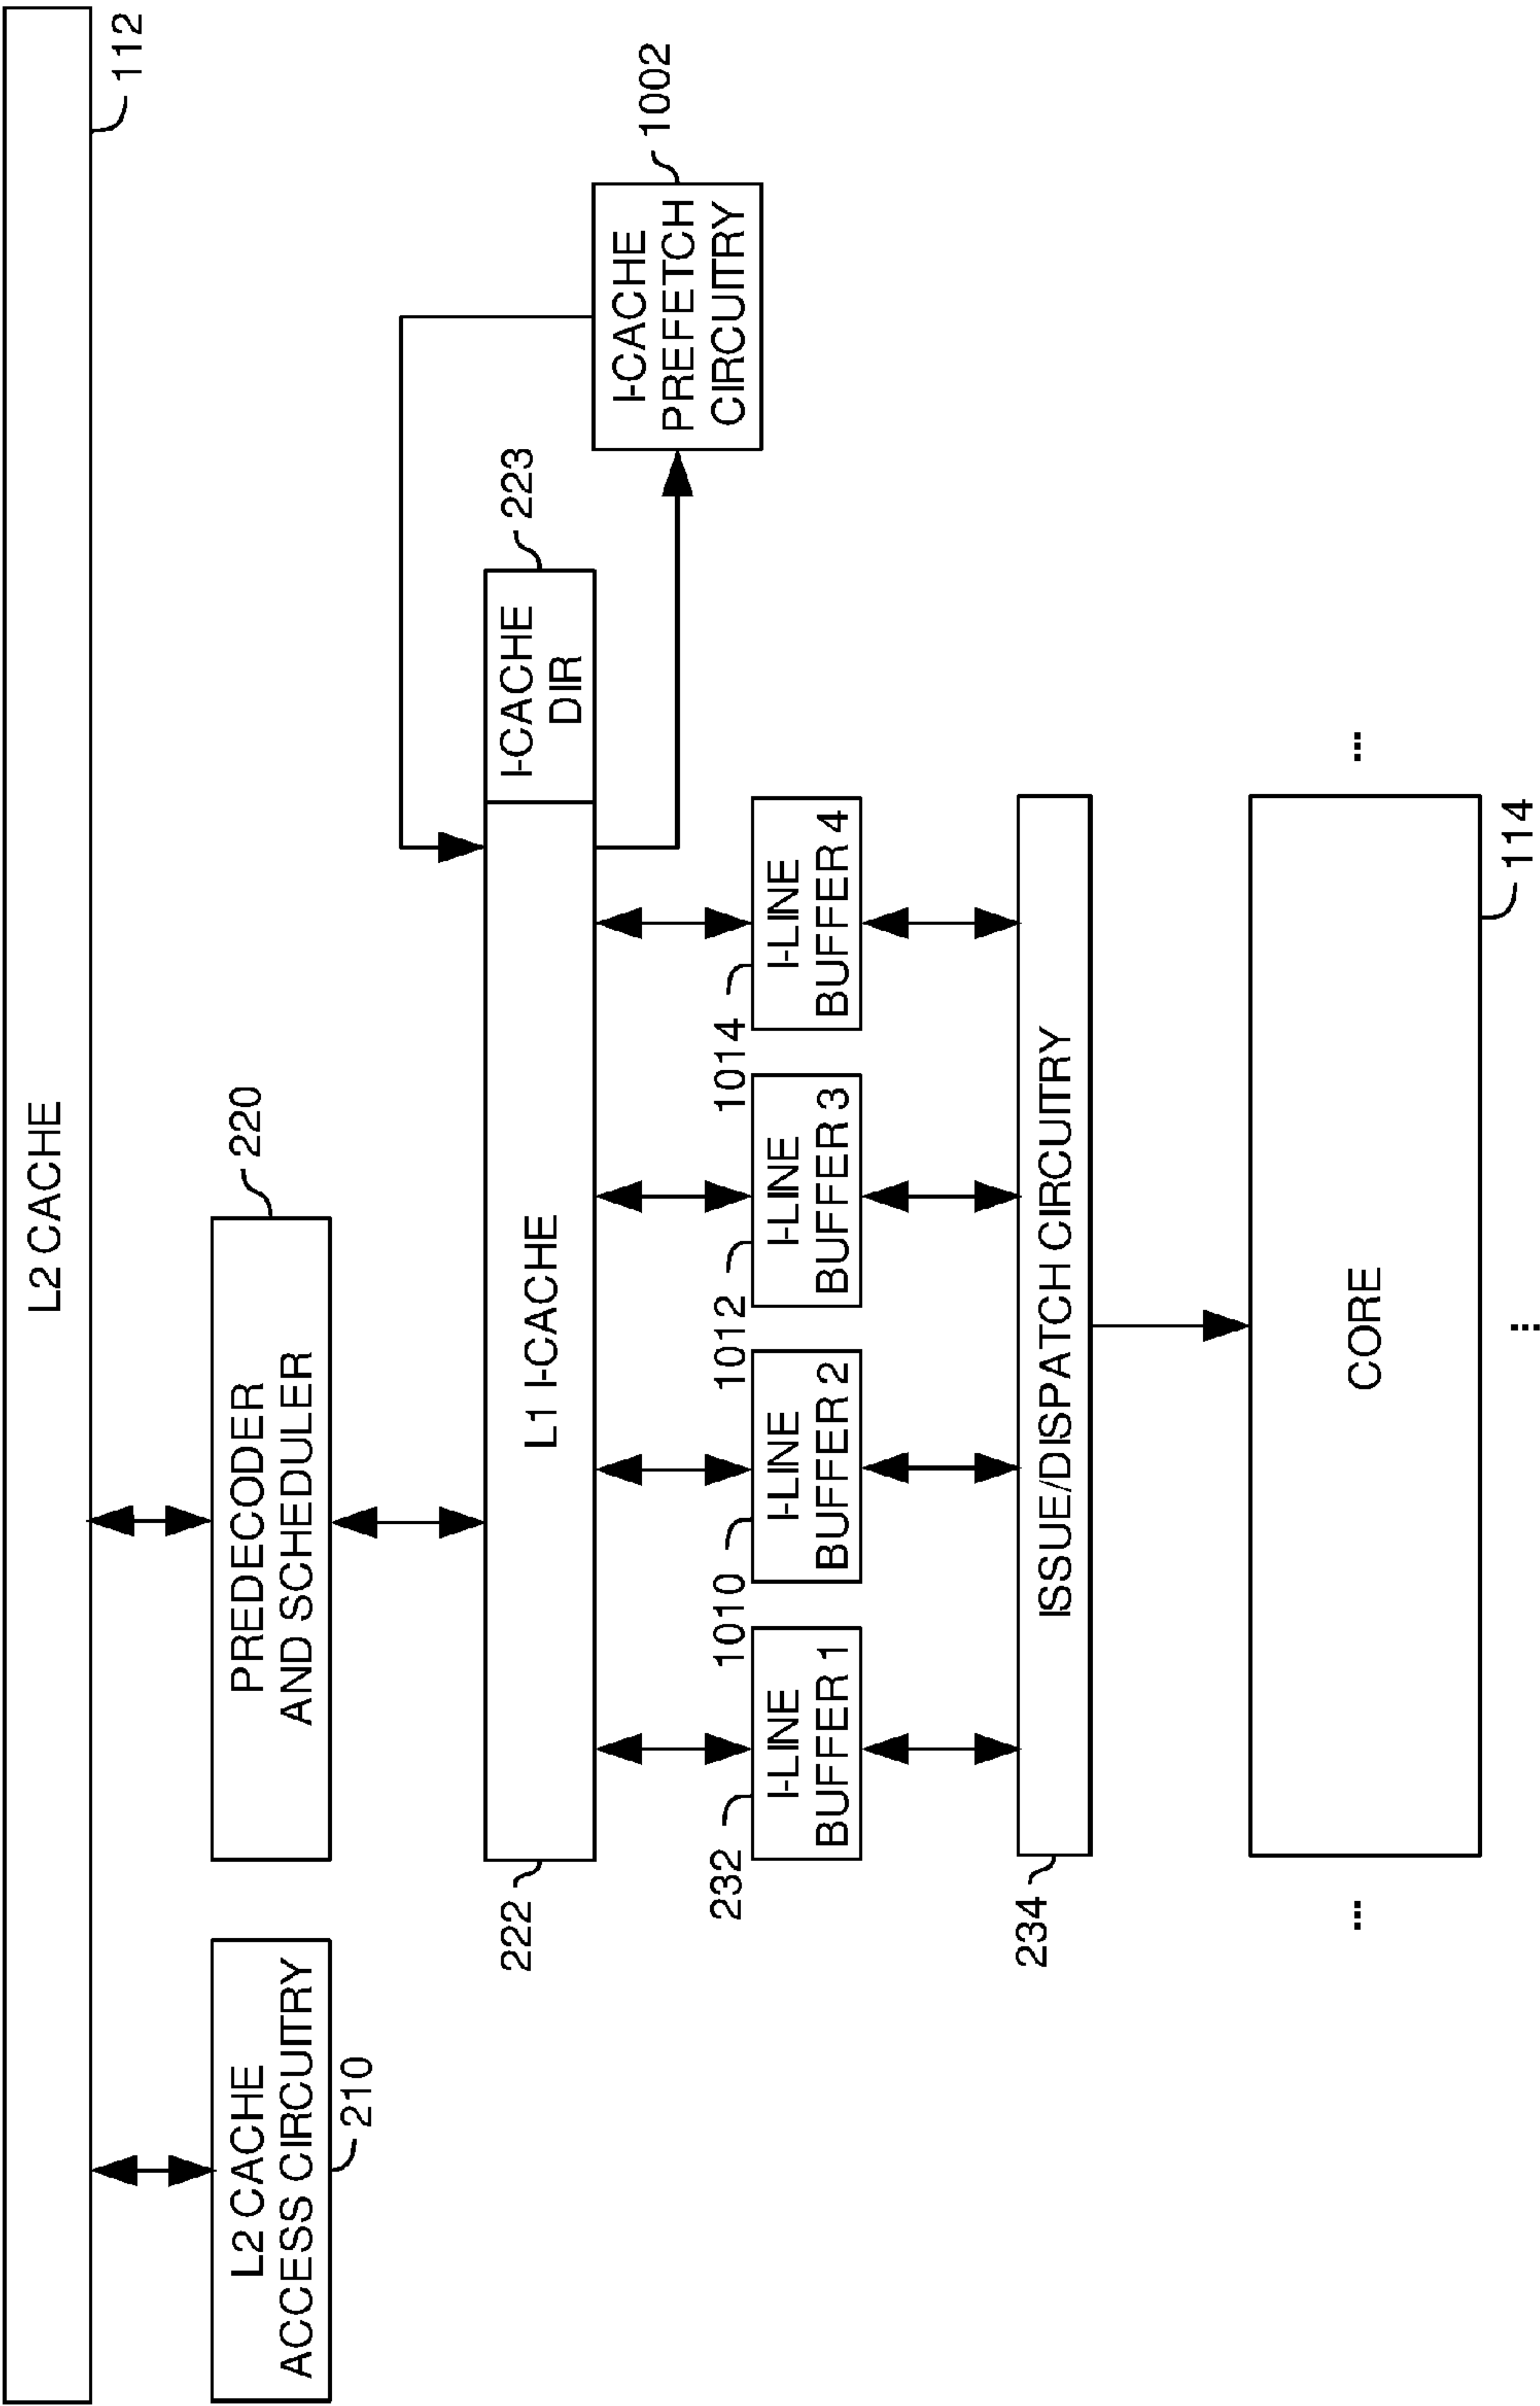 L2 CACHE
112
L2 CACHE
ACCESS CIRCUITRY
210
PREDECODER
AND SCHEDULER
220
222
L1 I-CACHE
I-CACHE
DIR
223
I-CACHE
PREFETCH
CIRCUITRY
1002
232
I-LINE
BUFFER 1
1010
I-LINE
BUFFER 2
1012
I-LINE
BUFFER 3
1014
I-LINE
BUFFER 4
234
ISSUE/DISPATCH CIRCUITRY
...
CORE
...
114
...